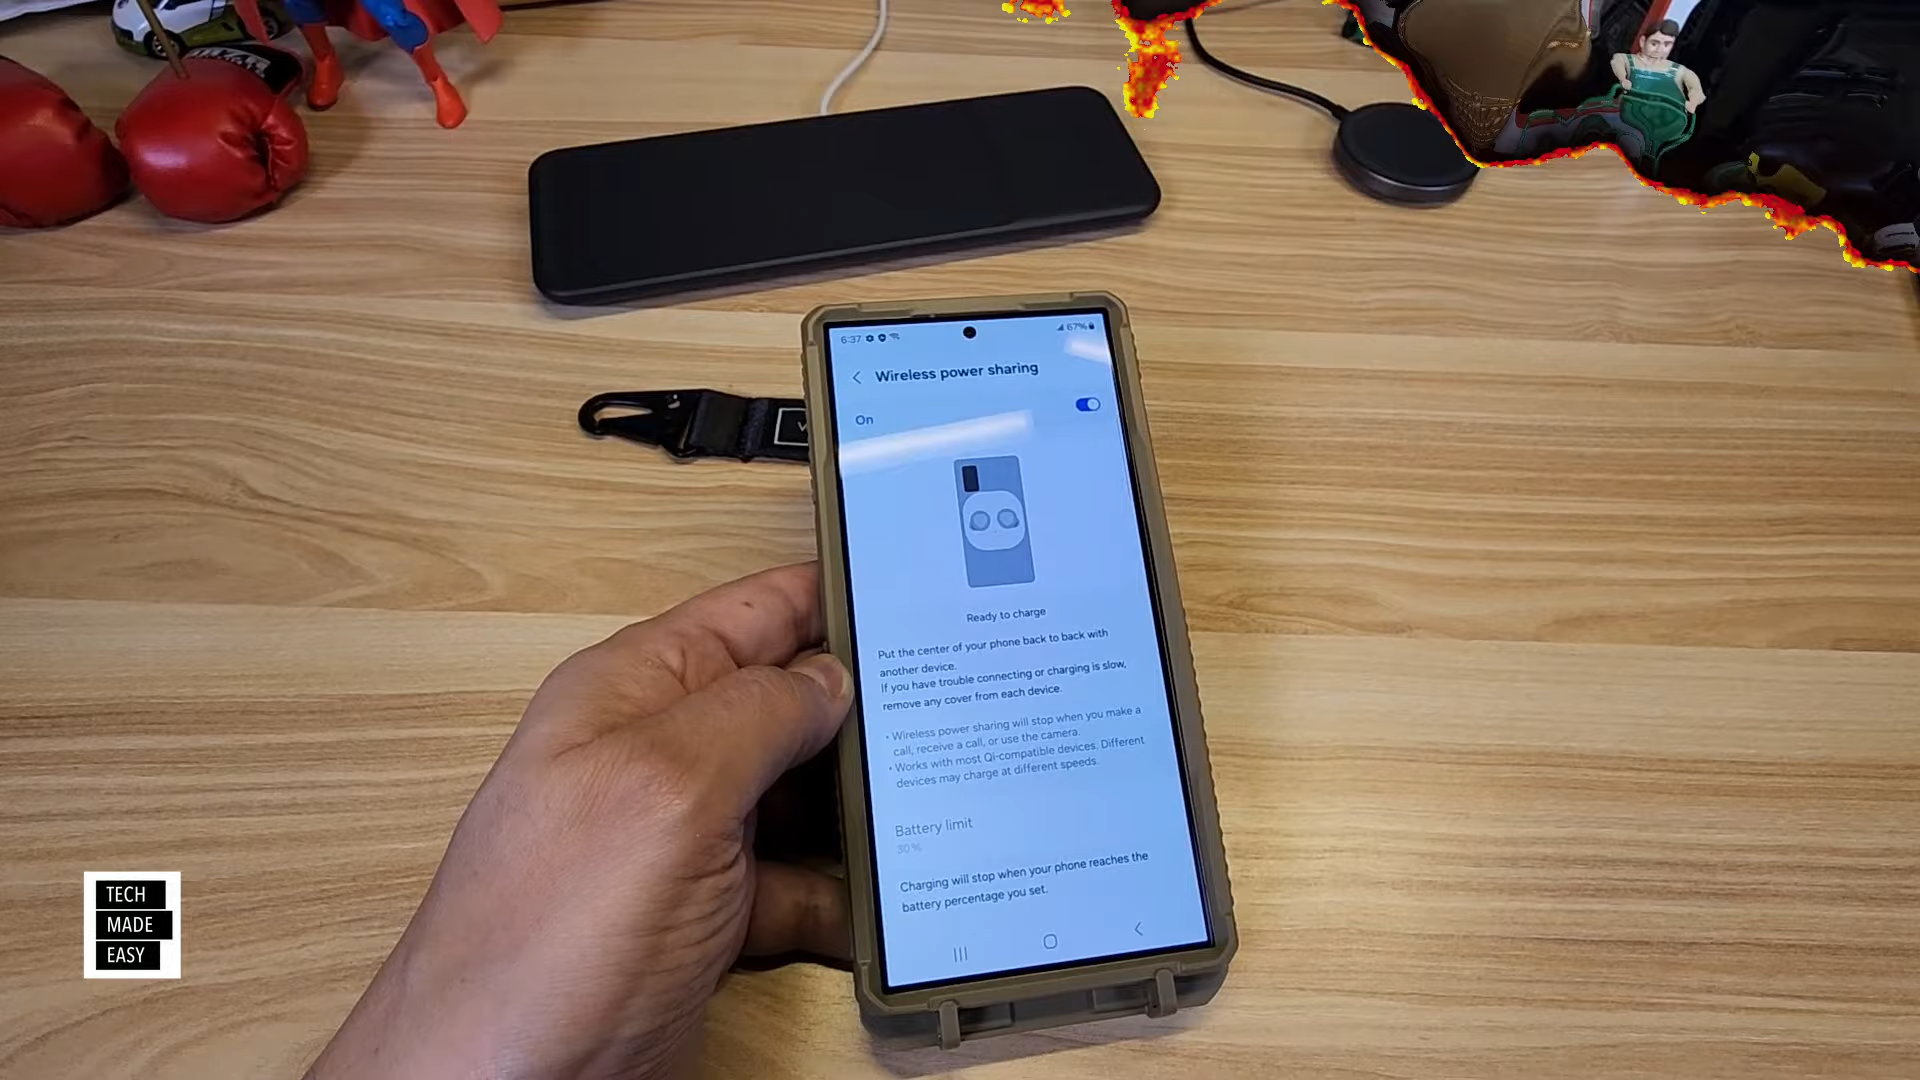 6:37
67%
Wireless power sharing
On
Ready to charge
Put the center of your phone back to back with
another device.
If you have trouble connecting or charging is slow,
remove any cover from each device.
• Wireless power sharing will stop when you make a
call, receive a call, or use the camera.
• Works with most Qi-compatible devices. Different
devices may charge at different speeds.
Battery limit
30%
Charging will stop when your phone reaches the
battery percentage you set.
TECH
MADE
EASY